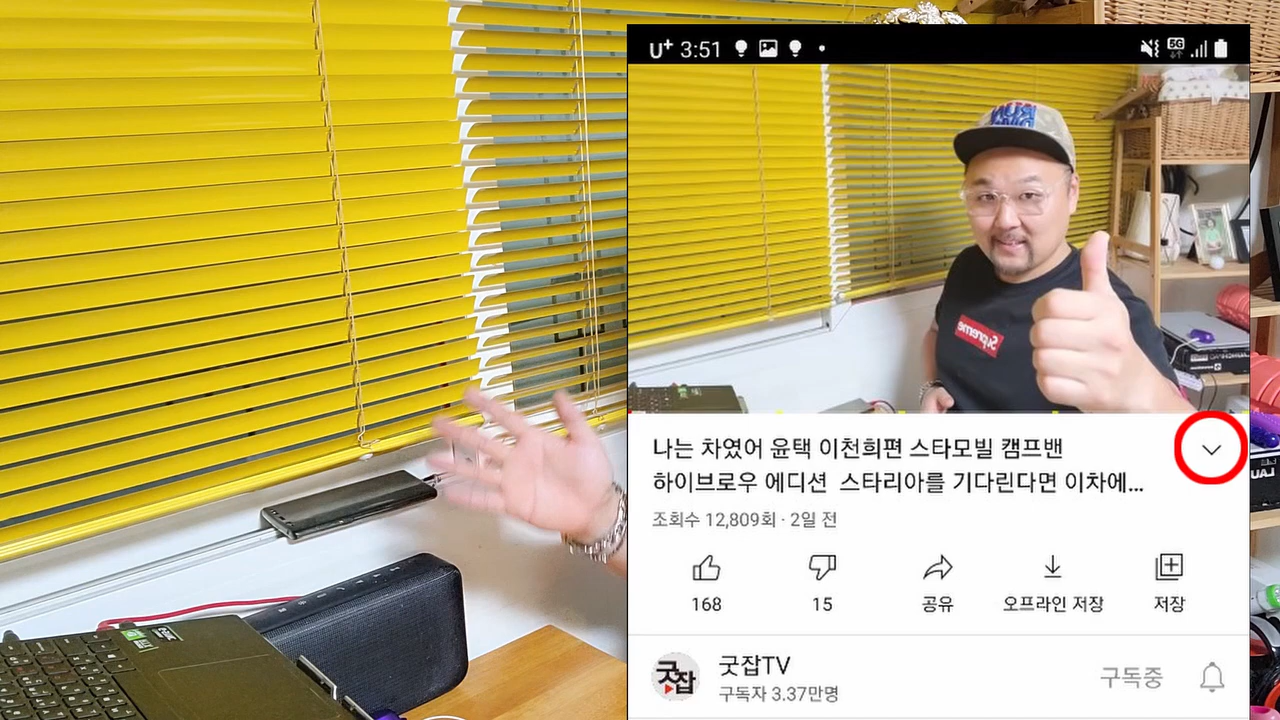 U+ 3:51
5G
Supreme
나는 차였어 윤택 이천희편 스타모빌 캠프밴
하이브로우 에디션 스타리아를 기다린다면 이차에...
조회수 12,809회 · 2일 전
168
15
공유
오프라인 저장
저장
굿잡
굿잡TV
구독자 3.37만명
구독중